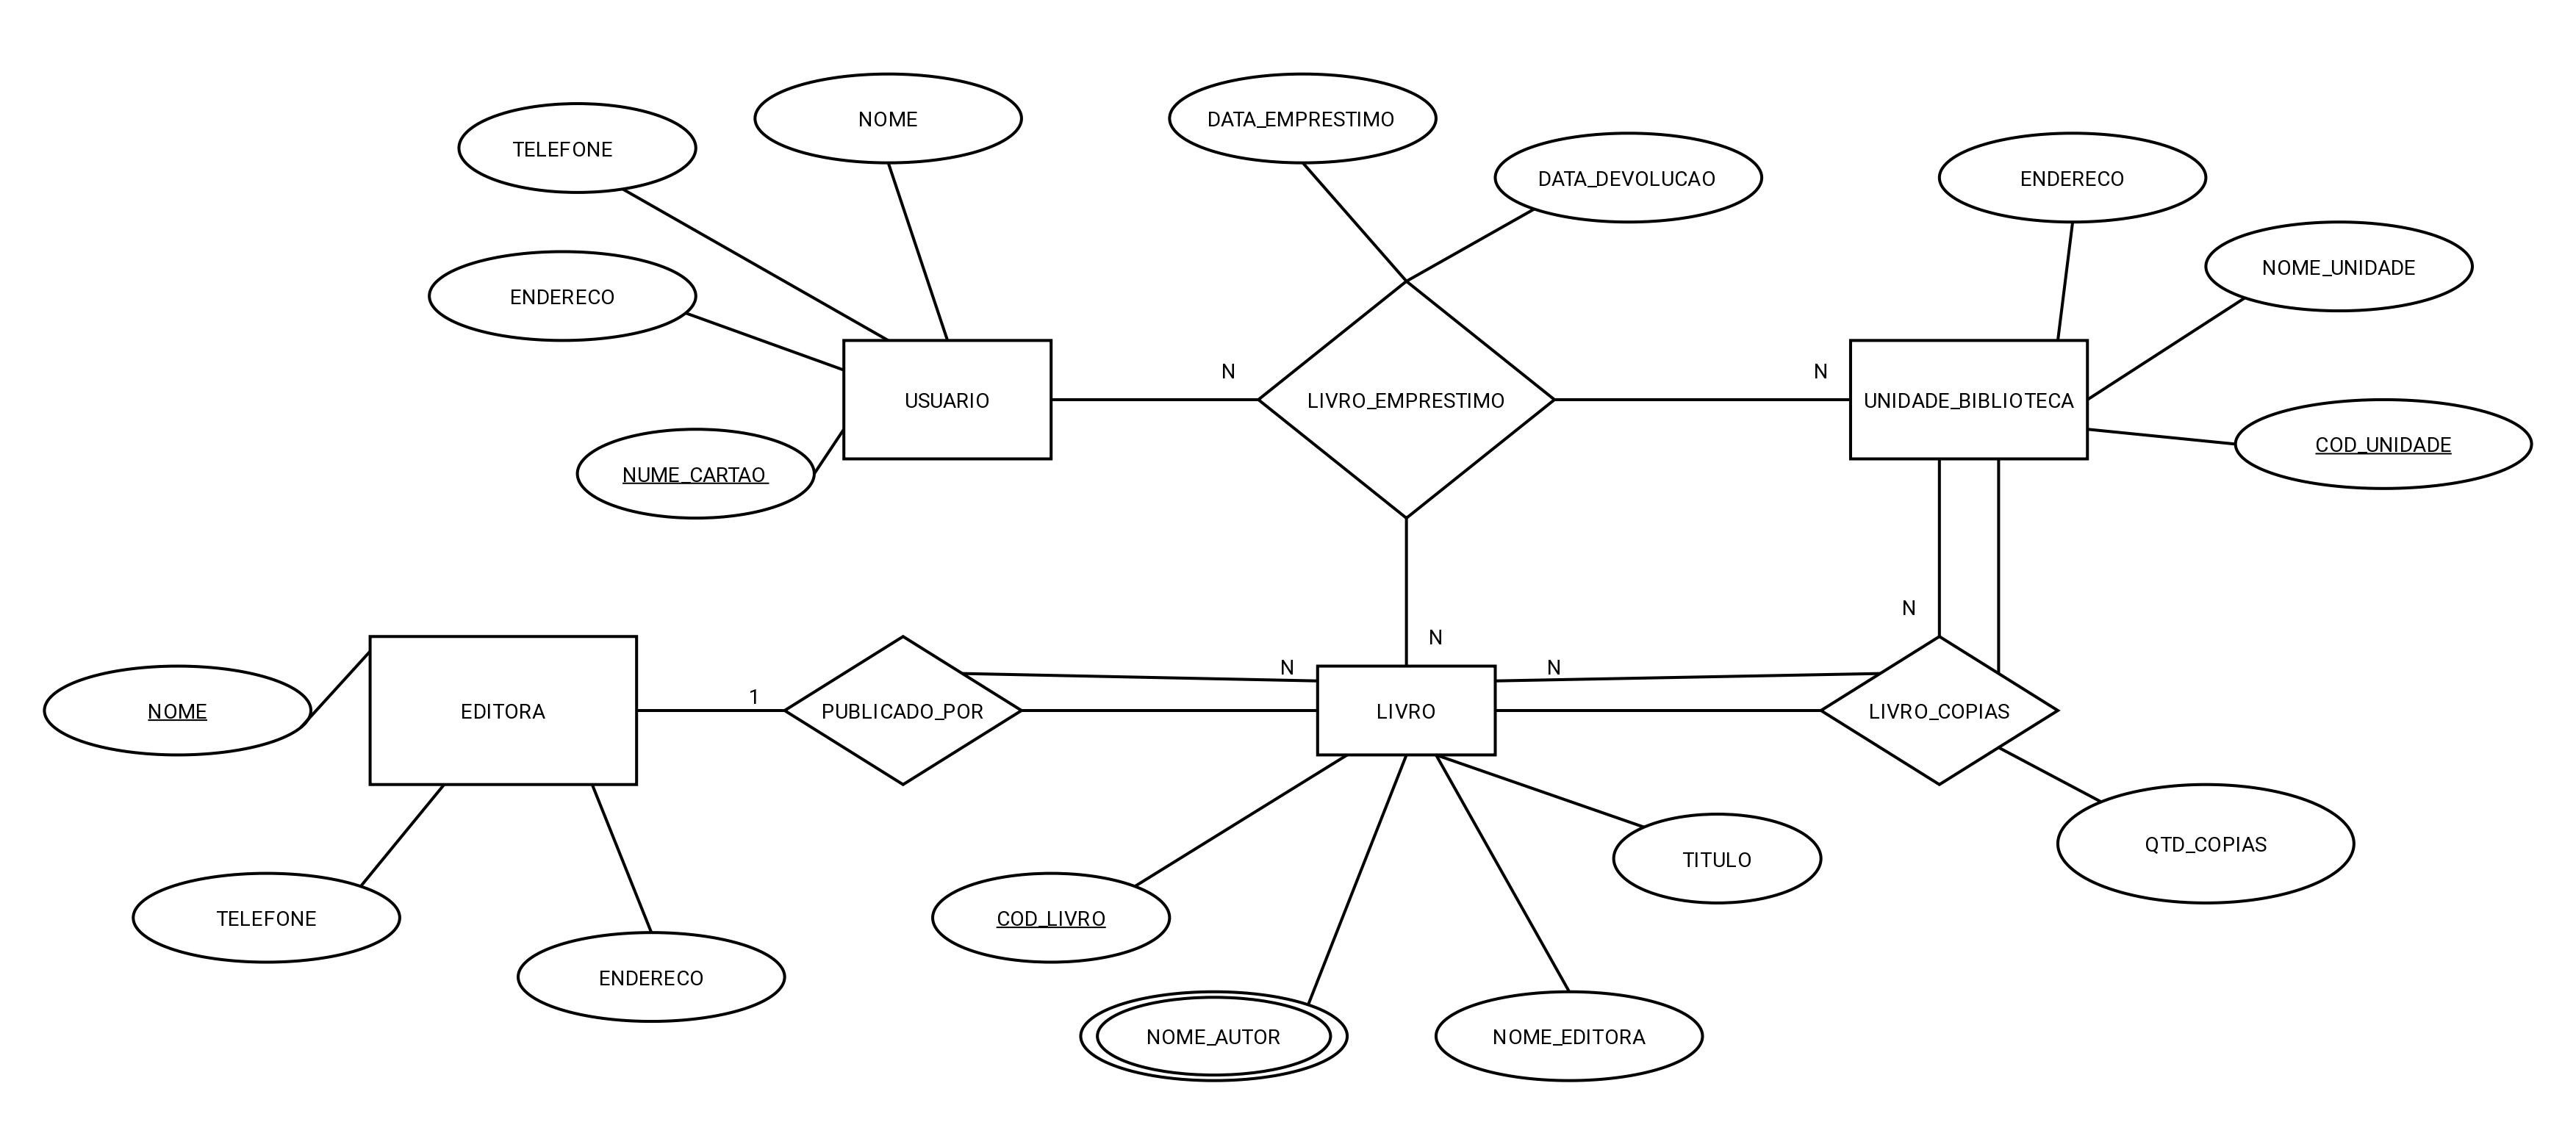 NOME
DATA_EMPRESTIMO
TELEFONE
DATA_DEVOLUCAO
ENDERECO
NOME_UNIDADE
ENDERECO
N
N
USUARIO
LIVRO_EMPRESTIMO
UNIDADE_BIBLIOTECA
COD_UNIDADE
NUME_CARTAO
N
N
N
N
1
NOME
EDITORA
PUBLICADO_POR
LIVRO
LIVRO_COPIAS
QTD_COPIAS
TITULO
TELEFONE
COD_LIVRO
ENDERECO
NOME_AUTOR
NOME_EDITORA